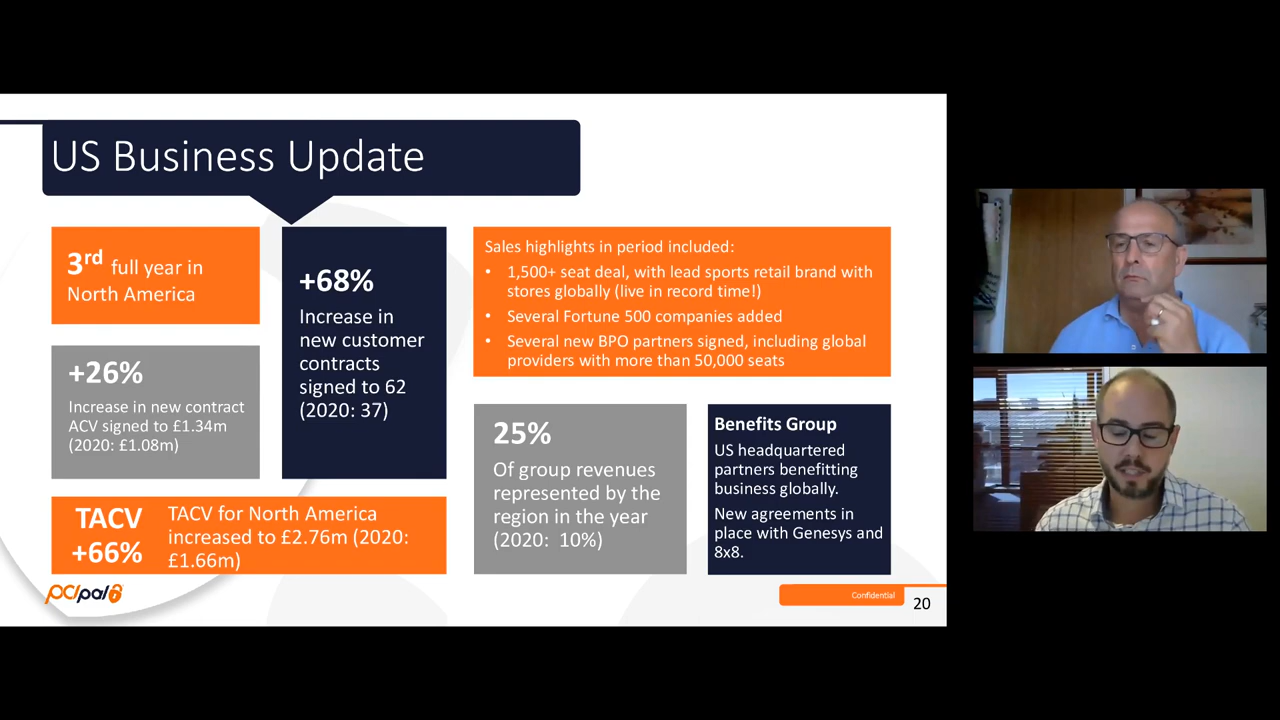 US Business Update
3rd full year in
North America
+26%
Increase in new contract
ACV signed to £1.34m
(2020: £1.08m)
+68%
Increase in
new customer
contracts
signed to 62
(2020: 37)
TACV
+66%
TACV for North America
increased to £2.76m (2020:
£1.66m)
Sales highlights in period included:
• 1,500+ seat deal, with lead sports retail brand with
stores globally (live in record time!)
• Several Fortune 500 companies added
• Several new BPO partners signed, including global
providers with more than 50,000 seats
25%
Of group revenues
represented by the
region in the year
(2020: 10%)
Benefits Group
US headquartered
partners benefitting
business globally.
New agreements in
place with Genesys and
8x8.
pcipal
Confidential
20